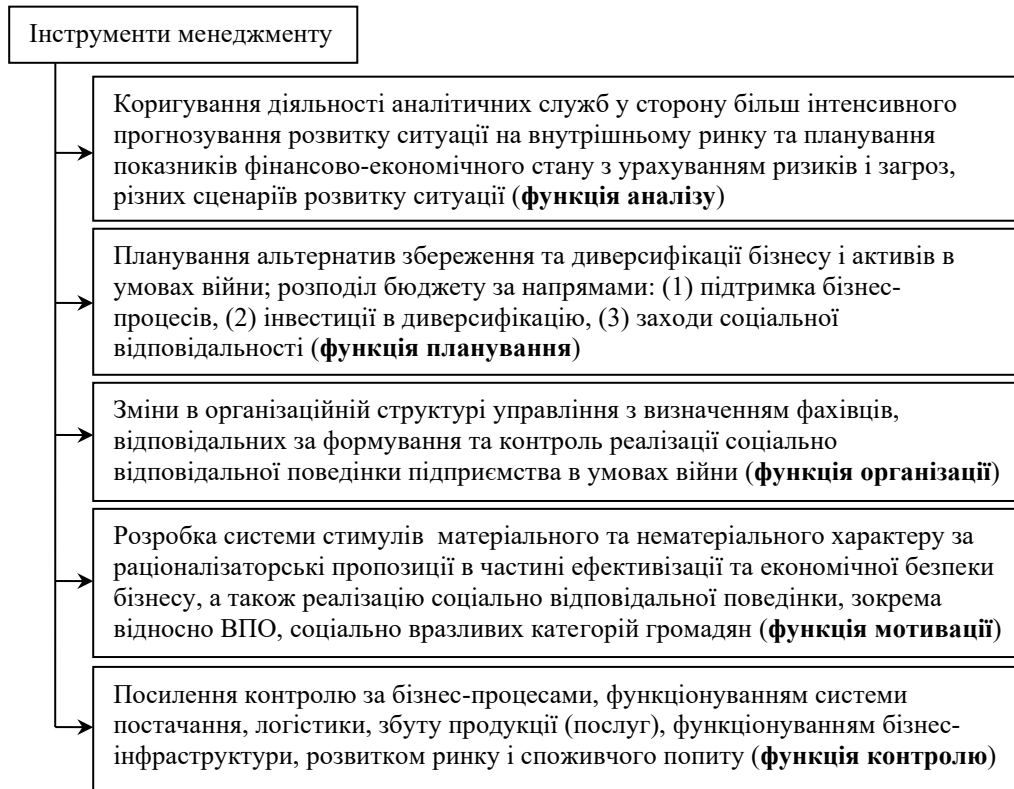 Інструменти менеджменту
Коригування діяльності аналітичних служб у сторону більш інтенсивного
прогнозування розвитку ситуації на внутрішньому ринку та планування
показників фінансово-економічного стану з урахуванням ризиків і загроз,
різних сценаріїв розвитку ситуації (функція аналізу)
Планування альтернатив збереження та диверсифікації бізнесу і активів в
умовах війни; розподіл бюджету за напрямами: (1) підтримка бізнес-
процесів, (2) інвестиції в диверсифікацію, (3) заходи соціальної
відповідальності (функція планування)
Зміни в організаційній структурі управління з визначенням фахівців,
відповідальних за формування та контроль реалізації соціально
відповідальної поведінки підприємства в умовах війни (функція організації)
Розробка системи стимулів матеріального та нематеріального характеру за
раціоналізаторські пропозиції в частині ефективізації та економічної безпеки
бізнесу, а також реалізацію соціально відповідальної поведінки, зокрема
відносно ВПО, соціально вразливих категорій громадян (функція мотивації)
Посилення контролю за бізнес-процесами, функціонуванням системи
постачання, логістики, збуту продукції (послуг), функціонуванням бізнес-
інфраструктури, розвитком ринку і споживчого попиту (функція контролю)